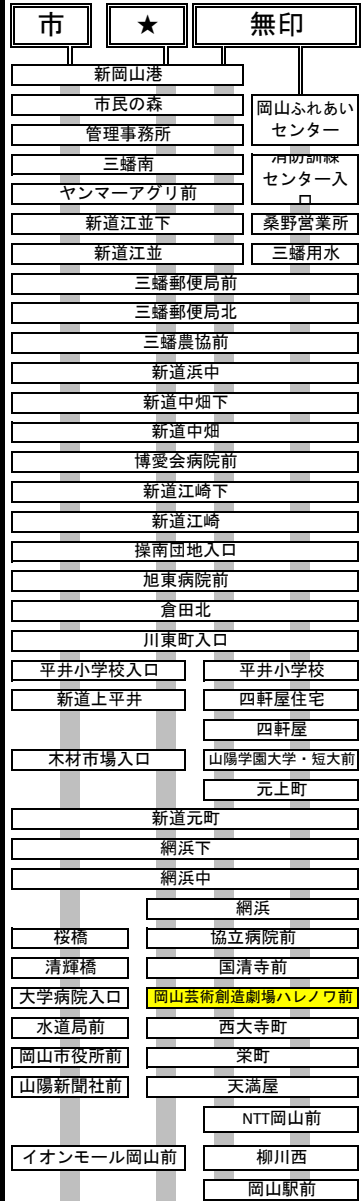 市 ★ 無印
新岡山港
市民の森 岡山ふれあい
管理事務所 センター
三蟠南 消防訓練
センター入
ヤンマーアグリ前 口
新道江並下 桑野営業所
新道江並 三蟠用水
三蟠郵便局前
三蟠郵便局北
三蟠農協前
新道浜中
新道中畑下
新道中畑
博愛会病院前
新道江崎下
新道江崎
操南団地入口
旭東病院前
倉田北
川東町入口
平井小学校入口 平井小学校
新道上平井 四軒屋住宅
四軒屋
木材市場入口 山陽学園大学・短大前
元上町
新道元町
網浜下
網浜中
網浜
桜橋 協立病院前
清輝橋 国清寺前
大学病院入口 岡山芸術創造劇場ハレノワ前
水道局前 西大寺町
岡山市役所前 栄町
山陽新聞社前 天満屋
NTT岡山前
イオンモール岡山前 柳川西
岡山駅前